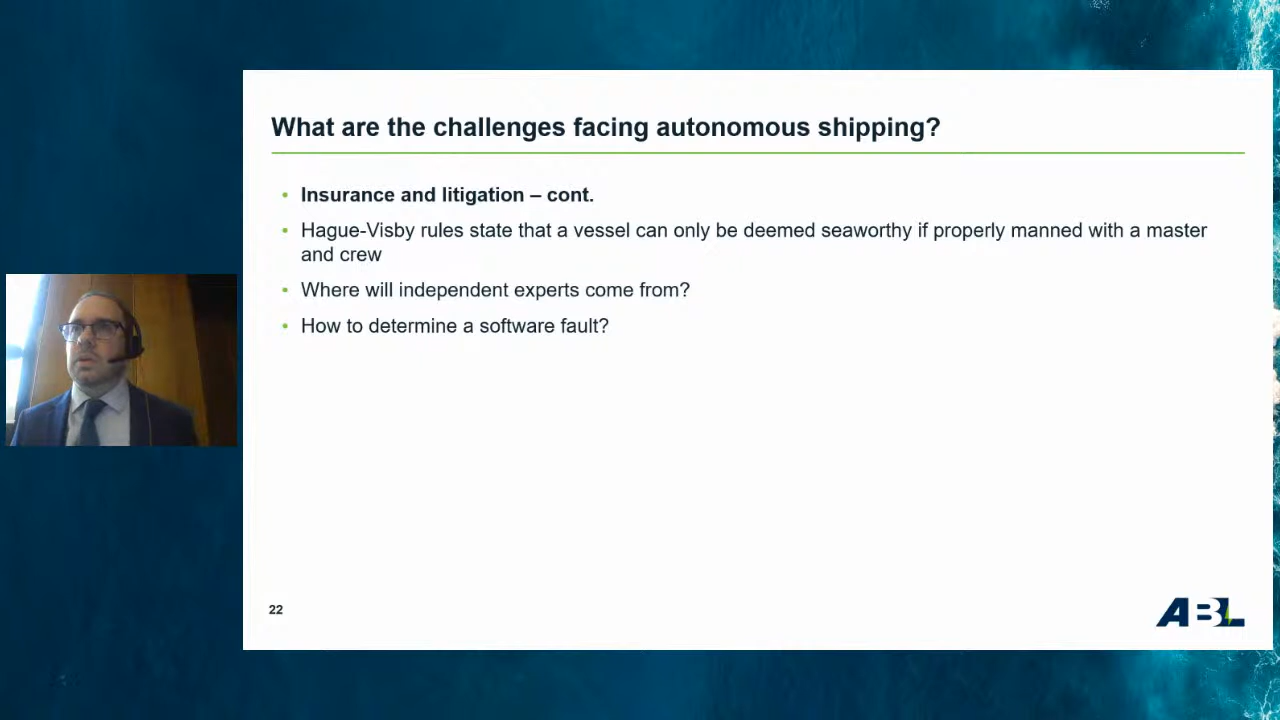 What are the challenges facing autonomous shipping?
• Insurance and litigation – cont.
• Hague-Visby rules state that a vessel can only be deemed seaworthy if properly manned with a master
and crew
• Where will independent experts come from?
• How to determine a software fault?
22
ABL